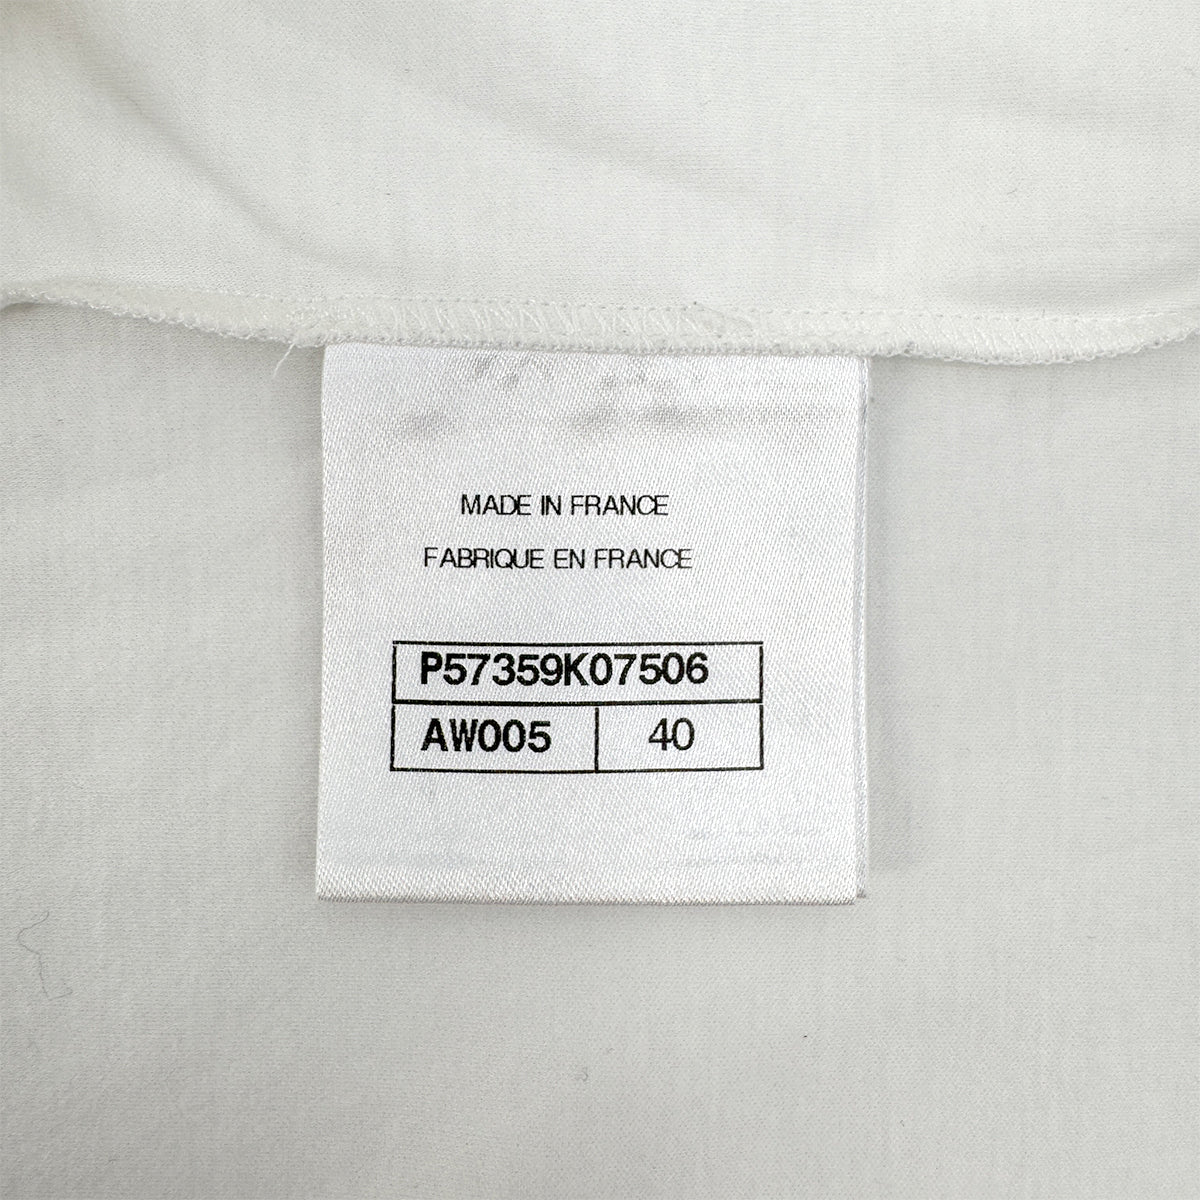 MADE IN FRANCE
FABRIQUE EN FRANCE
P57359K07506
AW005 40